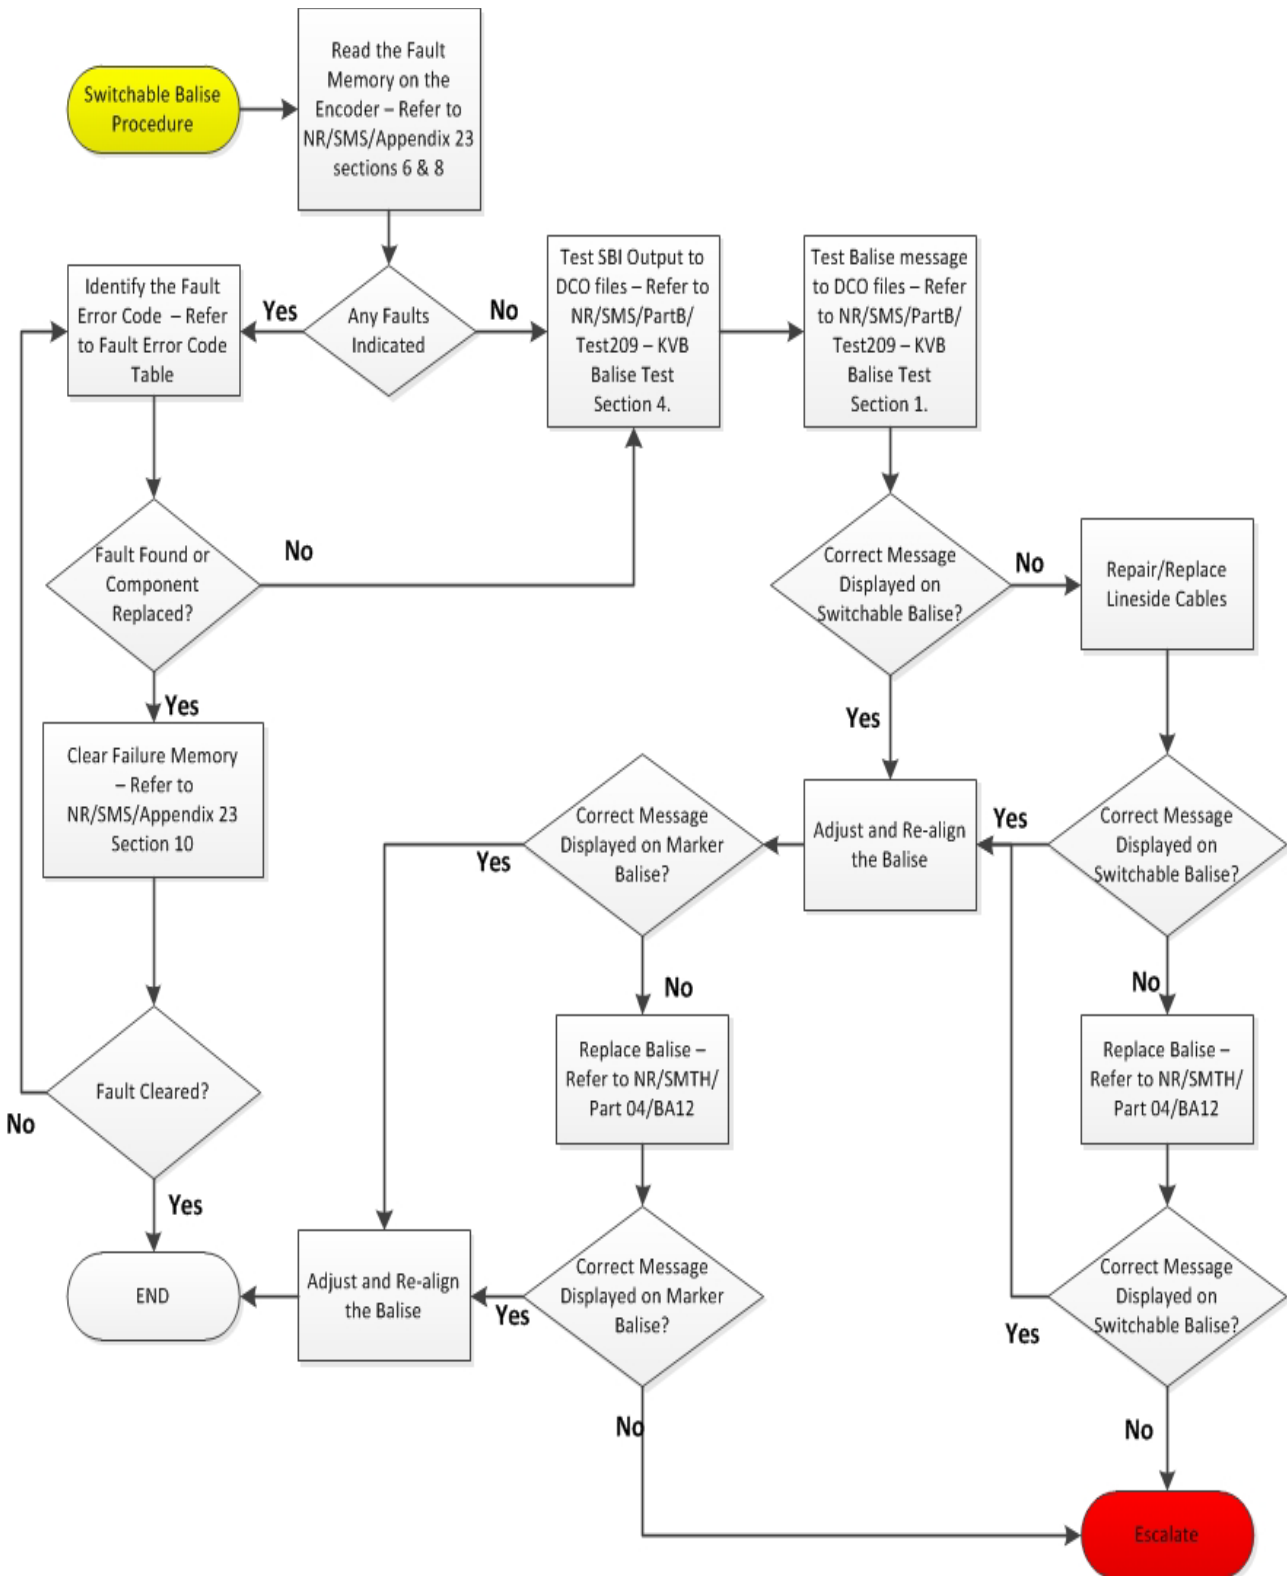 Switchable Balise
Procedure
Read the Fault
Memory on the
Encoder – Refer to
NR/SMS/Appendix 23
sections 6 & 8
Identify the Fault
Error Code – Refer
to Fault Error Code
Table
Yes
Any Faults
Indicated
No
Test SBI Output to
DCO files – Refer to
NR/SMS/PartB/
Test209 – KVB
Balise Test
Section 4.
Test Balise message
to DCO files – Refer
to NR/SMS/PartB/
Test209 – KVB
Balise Test
Section 1.
Fault Found or
Component
Replaced?
No
Correct Message
Displayed on
Switchable Balise?
No
Repair/Replace
Lineside Cables
Yes
Yes
Clear Failure Memory
– Refer to
NR/SMS/Appendix 23
Section 10
Correct Message
Displayed on Marker
Balise?
Yes
Adjust and Re-align
the Balise
Yes
Correct Message
Displayed on
Switchable Balise?
No
No
Fault Cleared?
No
Replace Balise –
Refer to NR/SMTH/
Part 04/BA12
Replace Balise –
Refer to NR/SMTH/
Part 04/BA12
Yes
END
Adjust and Re-align
the Balise
Yes
Correct Message
Displayed on Marker
Balise?
Correct Message
Displayed on
Switchable Balise?
Yes
No
No
Escalate